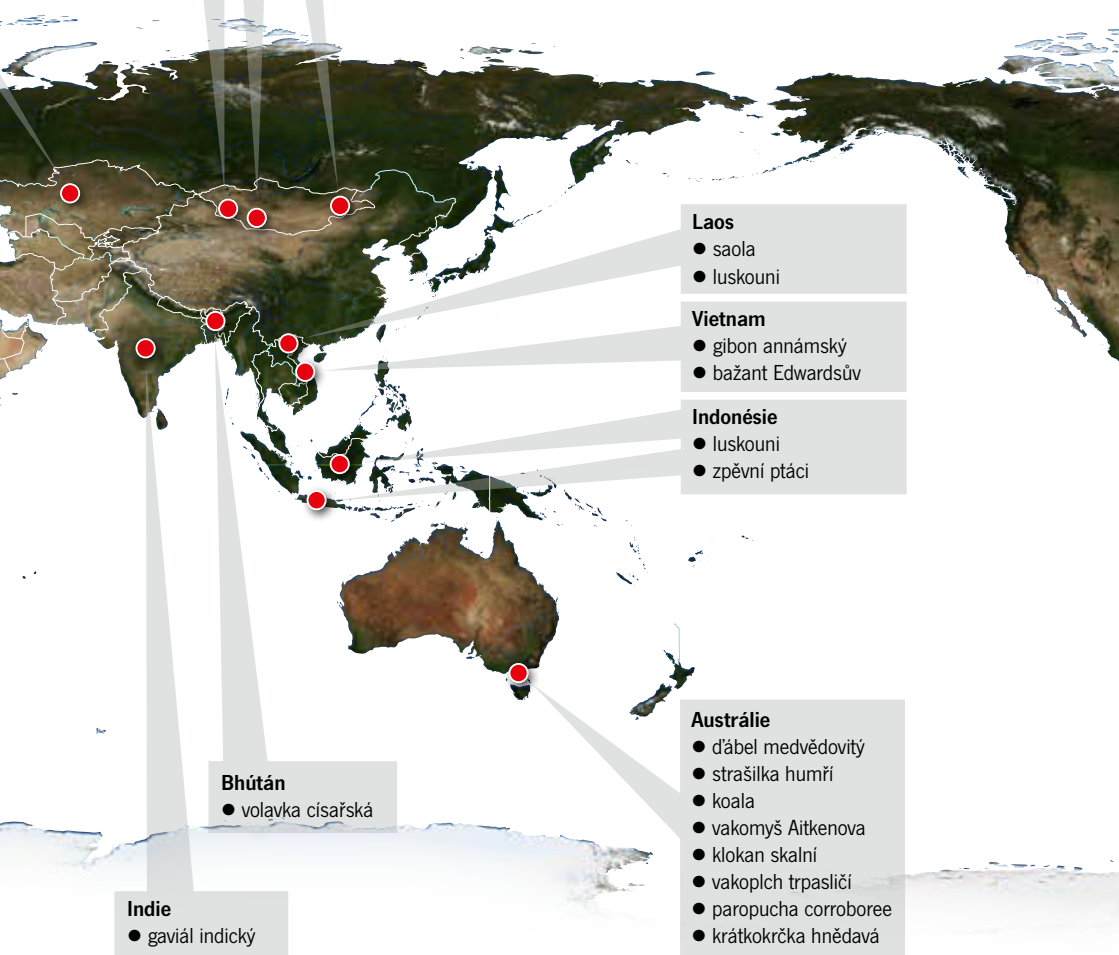 Laos
● saola
● luskouni
Vietnam
● gibon annámský
● bažant Edwardsův
Indonésie
● luskouni
● zpěvní ptáci
Austrálie
● ďábel medvědovitý
● strašilka humří
● koala
● vakomyš Aitkenova
● klokan skalní
● vakoplch trpasličí
● paropucha corroboree
● krátkokrčka hnědavá
Bhútán
● volavka císařská
Indie
● gaviál indický